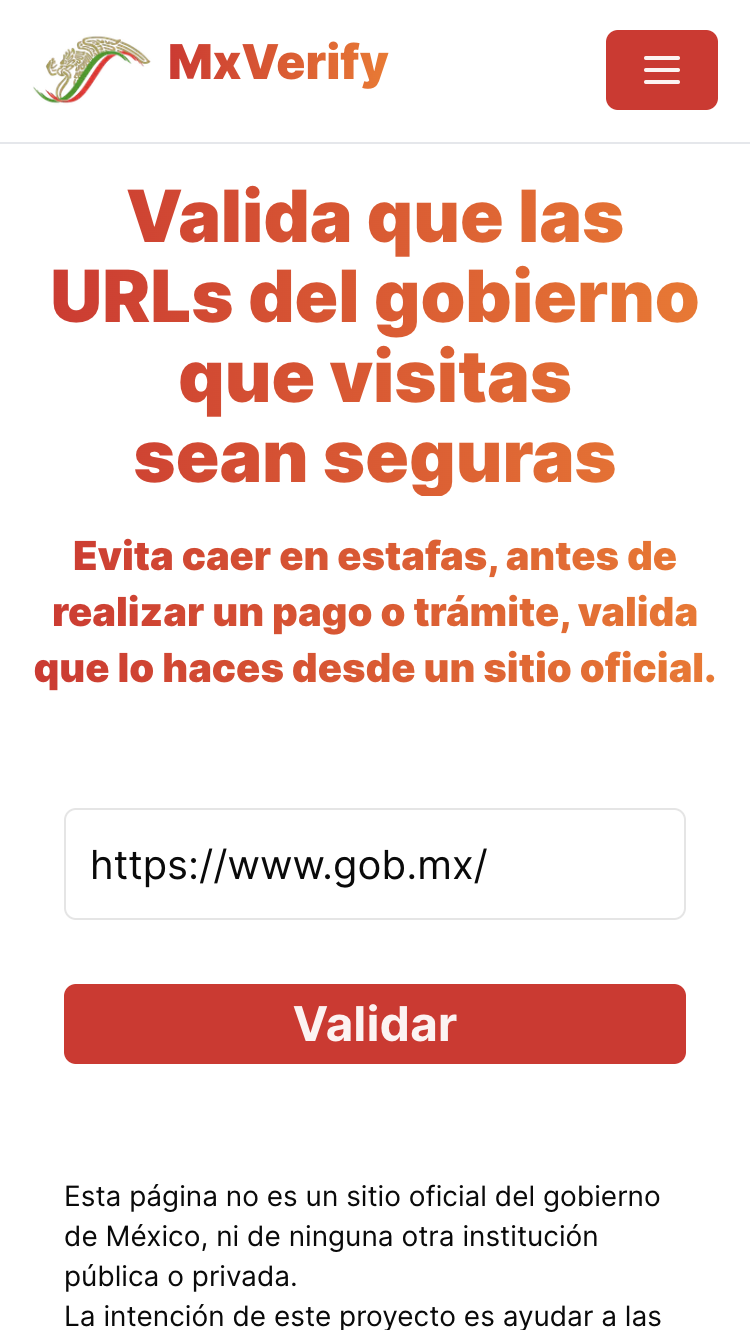 MxVerify
Valida que las
URLs del gobierno
que visitas
sean seguras
Evita caer en estafas, antes de
realizar un pago o trámite, valida
que lo haces desde un sitio oficial.
https://www.gob.mx/
Validar
Esta página no es un sitio oficial del gobierno
de México, ni de ninguna otra institución
pública o privada.
La intención de este proyecto es ayudar a las